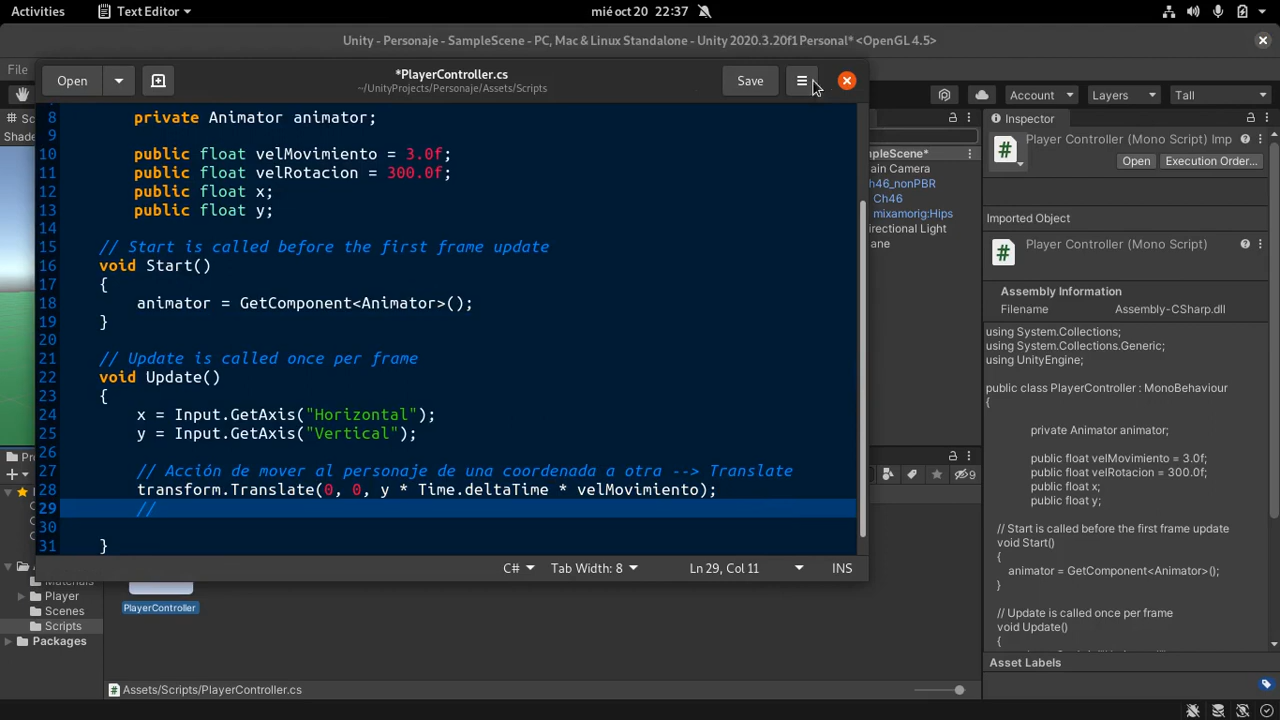 Activities
Text Editor
mié oct 20 22:37
Unity - Personaje - SampleScene - PC, Mac & Linux Standalone - Unity 2020.3.20f1 Personal* <OpenGL 4.5>
File
Account
Layers
Tall
Open
*PlayerController.cs
~/UnityProjects/Personaje/Assets/Scripts
Save
8 private Animator animator;
9
10 public float velMovimiento = 3.0f;
11 public float velRotacion = 300.0f;
12 public float x;
13 public float y;
14
15 // Start is called before the first frame update
16 void Start()
17 {
18 animator = GetComponent<Animator>();
19 }
20
21 // Update is called once per frame
22 void Update()
23 {
24 x = Input.GetAxis("Horizontal");
25 y = Input.GetAxis("Vertical");
26
27 // Acción de mover al personaje de una coordenada a otra --> Translate
28 transform.Translate(0, 0, y * Time.deltaTime * velMovimiento);
29 //
30
31 }
C#
Tab Width: 8
Ln 29, Col 11
INS
Sc
Shade
mpleScene*
ain Camera
h46_nonPBR
Ch46
mixamorig:Hips
irectional Light
ane
9
Inspector
Player Controller (Mono Script) Imp
Open
Execution Order...
Imported Object
Player Controller (Mono Script)
Assembly Information
Filename Assembly-CSharp.dll
using System.Collections;
using System.Collections.Generic;
using UnityEngine;
public class PlayerController : MonoBehaviour
{
private Animator animator;
public float velMovimiento = 3.0f;
public float velRotacion = 300.0f;
public float x;
public float y;
// Start is called before the first frame update
void Start()
{
animator = GetComponent<Animator>();
}
// Update is called once per frame
void Update()
{
Asset Labels
Pr
Player
Scenes
Scripts
Packages
PlayerController
Assets/Scripts/PlayerController.cs